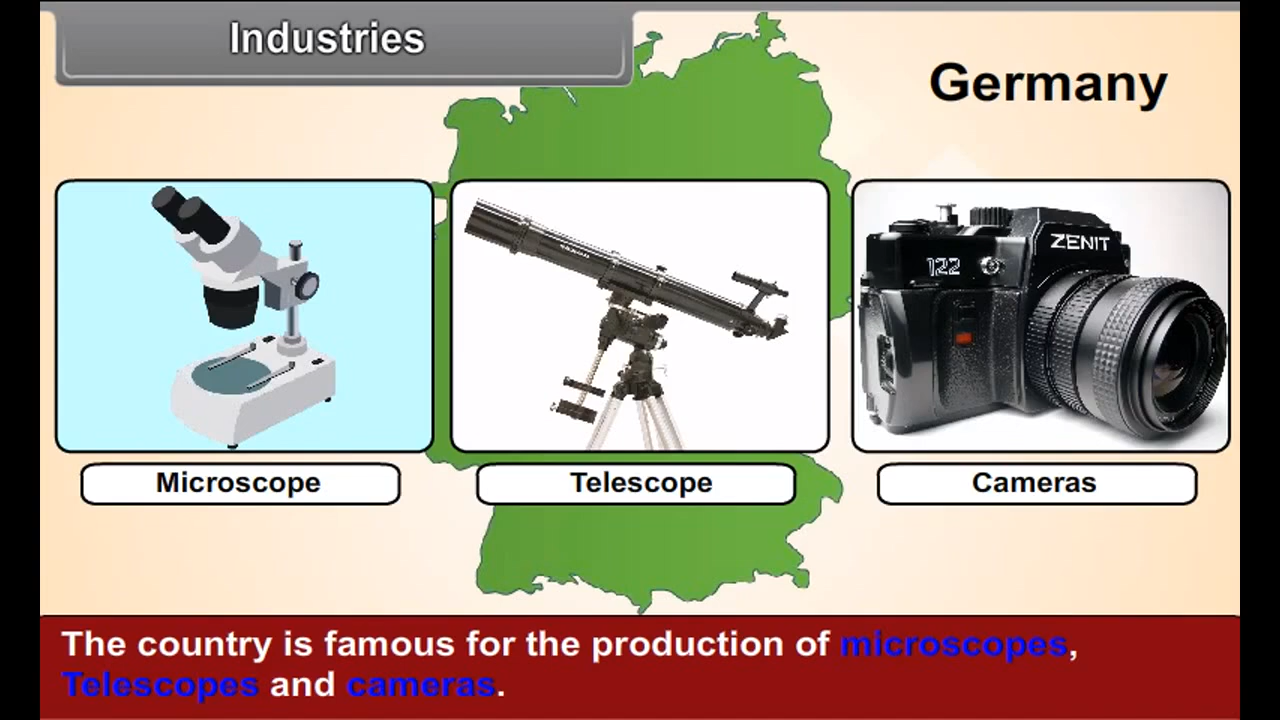 Industries
Germany
ZENIT
122
Microscope
Telescope
Cameras
The country is famous for the production of microscopes,
Telescopes and cameras.